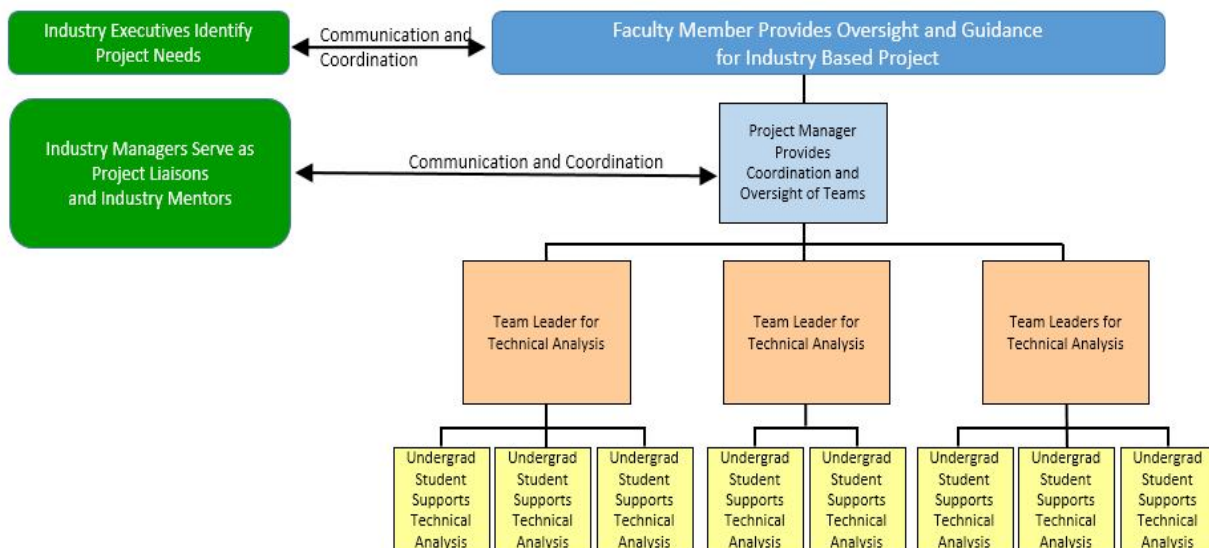 Industry Executives Identify
Project Needs
Communication and
Coordination
Faculty Member Provides Oversight and Guidance
for Industry Based Project
Industry Managers Serve as
Project Liaisons
and Industry Mentors
Communication and Coordination
Project Manager
Provides
Coordination and
Oversight of Teams
Team Leader for
Technical Analysis
Team Leader for
Technical Analysis
Team Leaders for
Technical Analysis
Undergrad
Student
Supports
Technical
Analysis
Undergrad
Student
Supports
Technical
Analysis
Undergrad
Student
Supports
Technical
Analysis
Undergrad
Student
Supports
Technical
Analysis
Undergrad
Student
Supports
Technical
Analysis
Undergrad
Student
Supports
Technical
Analysis
Undergrad
Student
Supports
Technical
Analysis
Undergrad
Student
Supports
Technical
Analysis